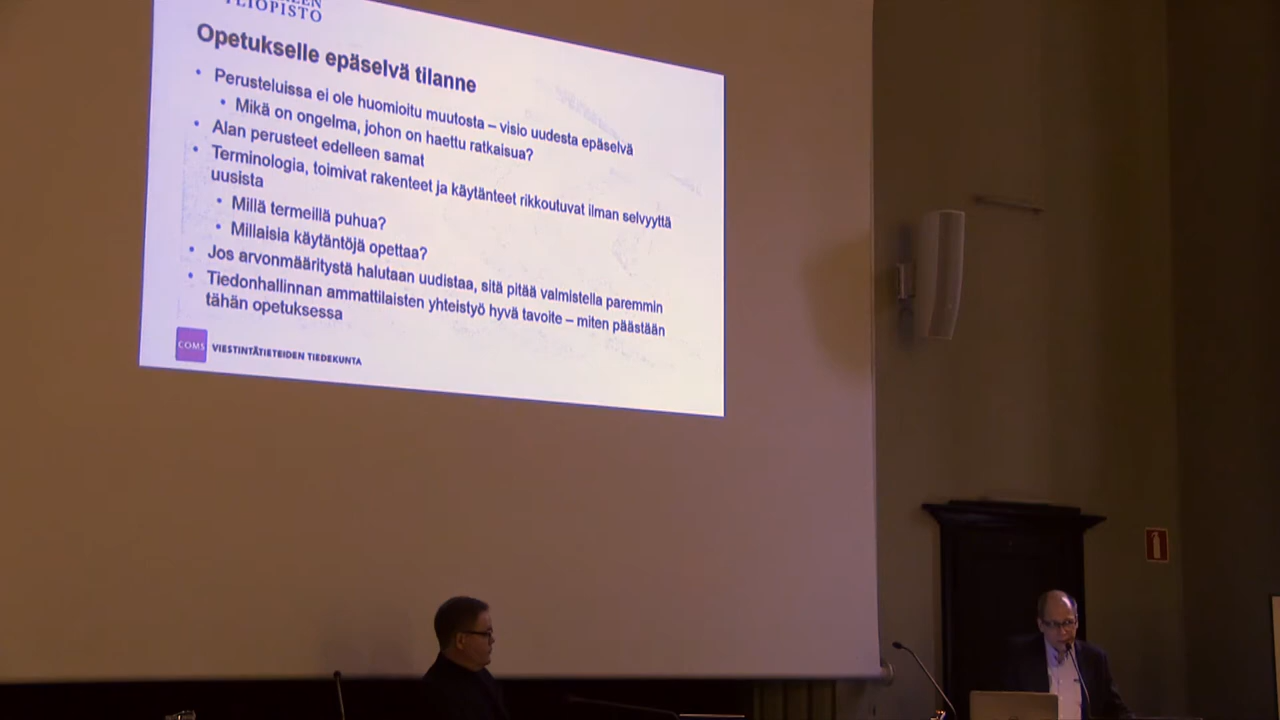 YLIOPISTO
Opetukselle epäselvä tilanne
• Perusteluissa ei ole huomioitu muutosta – visio uudesta epäselvä
• Mikä on ongelma, johon on haettu ratkaisua?
• Alan perusteet edelleen samat
• Terminologia, toimivat rakenteet ja käytänteet rikkoutuvat ilman selvyyttä
uusista
• Millä termeillä puhua?
• Millaisia käytäntöjä opettaa?
• Jos arvonmääritystä halutaan uudistaa, sitä pitää valmistella paremmin
• Tiedonhallinnan ammattilaisten yhteistyö hyvä tavoite – miten päästään
tähän opetuksessa
COMS VIESTINTÄTIETEIDEN TIEDEKUNTA